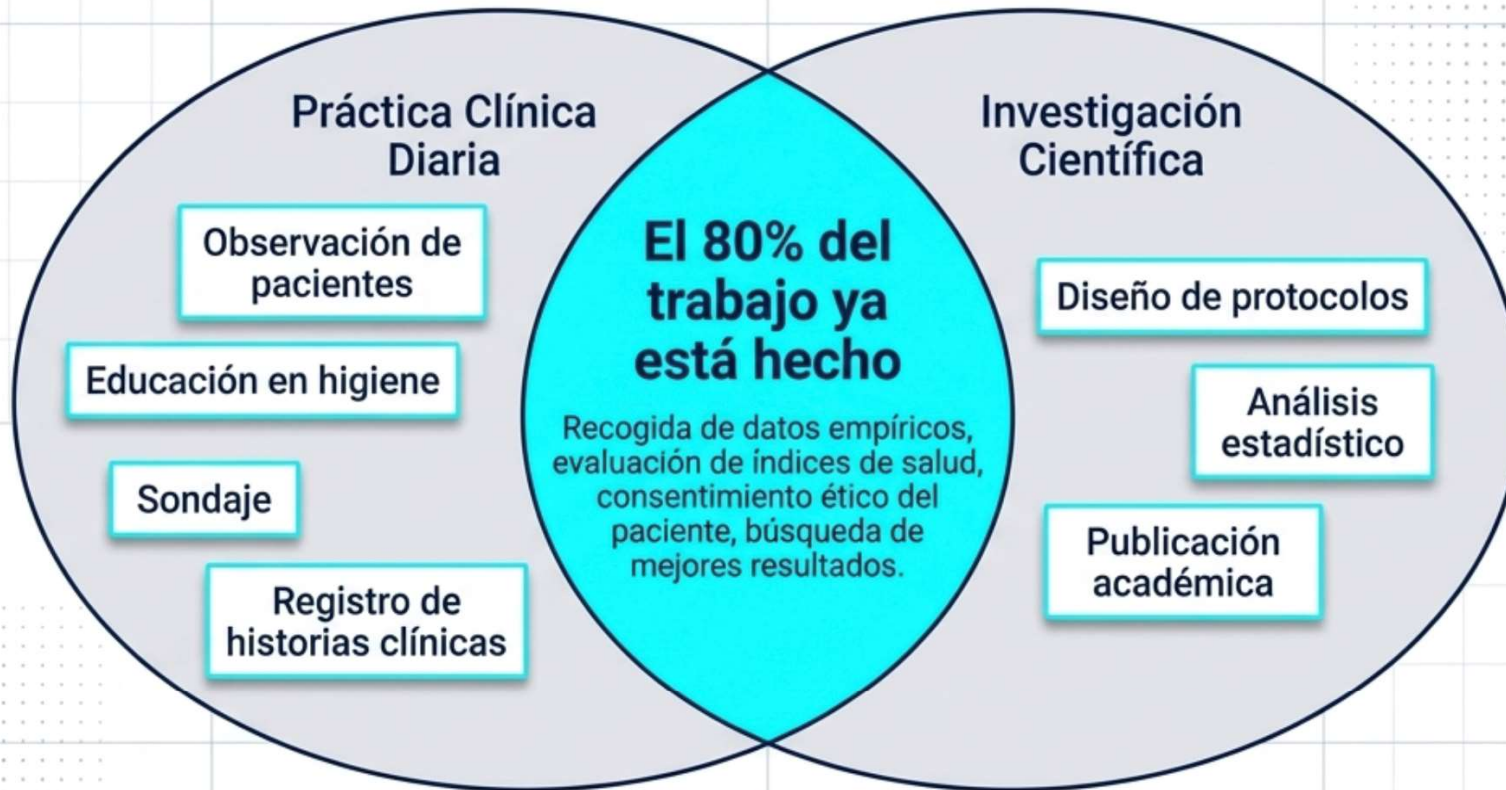 Práctica Clínica
Diaria
Observación de
pacientes
Educación en higiene
Sondaje
Registro de
historias clínicas
El 80% del
trabajo ya
está hecho
Recogida de datos empíricos,
evaluación de índices de salud,
consentimiento ético del
paciente, búsqueda de
mejores resultados.
Investigación
Científica
Diseño de protocolos
Análisis
estadístico
Publicación
académica